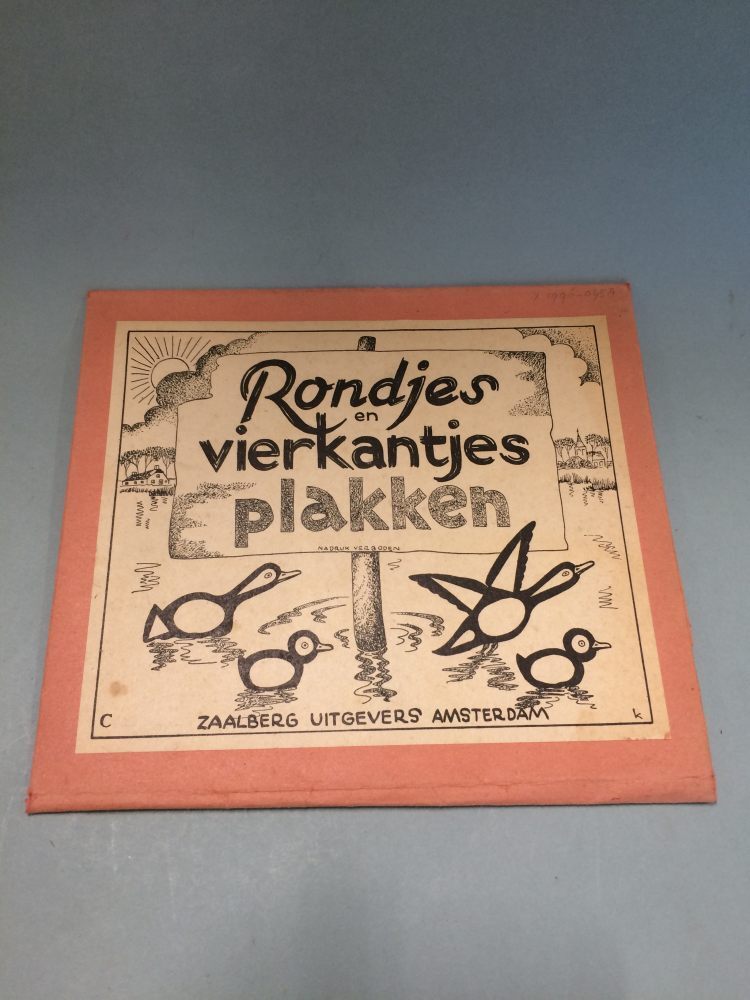 Rondjes
en
vierkantjes
plakken
NADRUK VERBODEN
C
ZAALBERG UITGEVERS AMSTERDAM
k